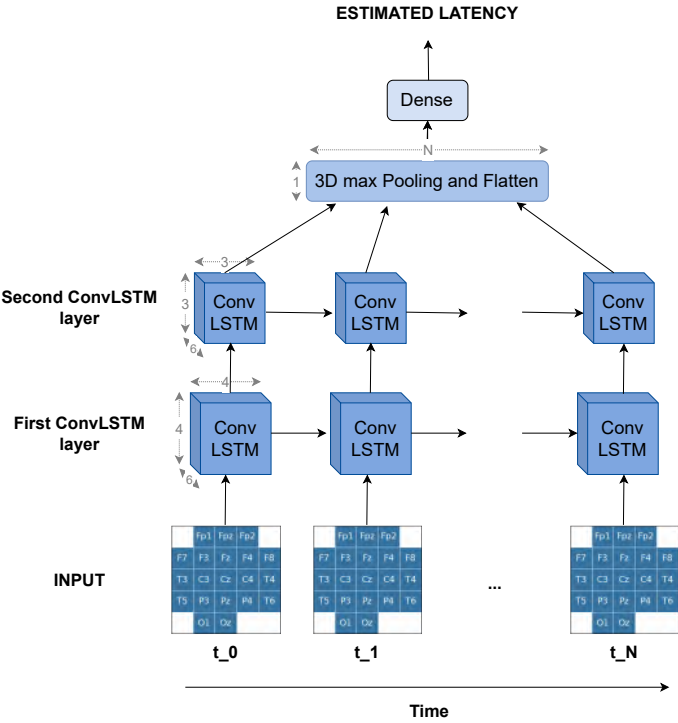 ESTIMATED LATENCY
Dense
N
1
3D max Pooling and Flatten
3
Second ConvLSTM
layer
3
6
Conv
LSTM
Conv
LSTM
Conv
LSTM
4
First ConvLSTM
layer
4
6
Conv
LSTM
Conv
LSTM
Conv
LSTM
INPUT
Fp1 Fpz Fp2
F7 F3 Fz F4 F8
T3 C3 Cz C4 T4
T5 P3 Pz P4 T6
O1 Oz
Fp1 Fpz Fp2
F7 F3 Fz F4 F8
T3 C3 Cz C4 T4
T5 P3 Pz P4 T6
O1 Oz
...
Fp1 Fpz Fp2
F7 F3 Fz F4 F8
T3 C3 Cz C4 T4
T5 P3 Pz P4 T6
O1 Oz
t_0 t_1 t_N
Time